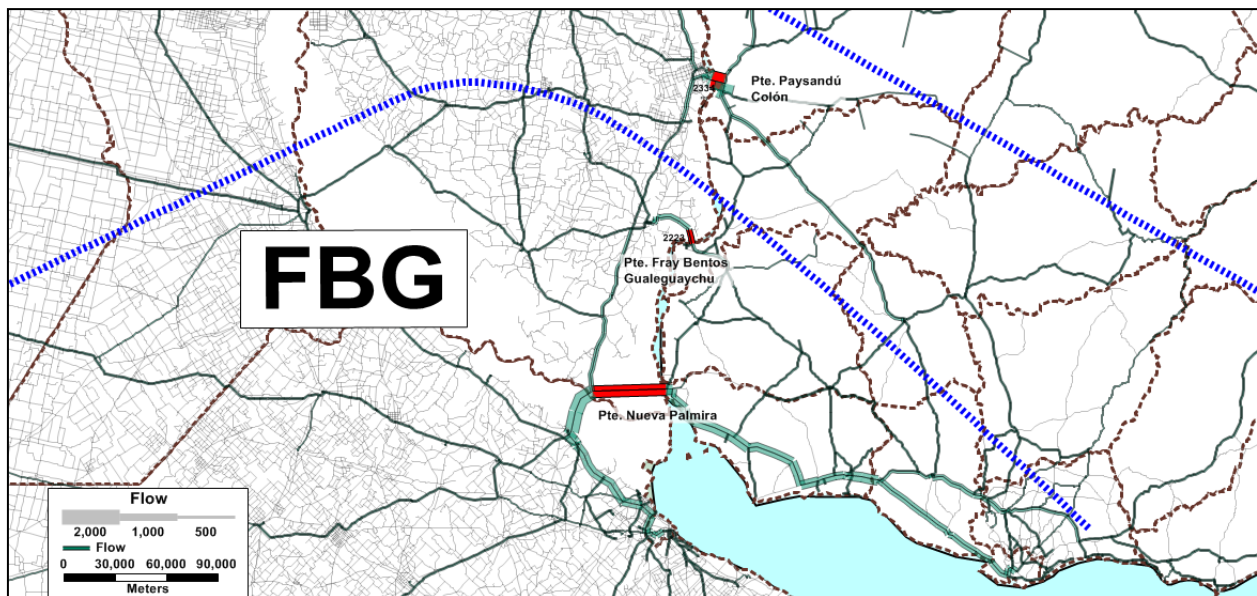 Pte. Paysandú
Colón
2334
FBG
2223
Pte. Fray Bentos
Gualeguaychu
Pte. Nueva Palmira
Flow
2,000 1,000 500
Flow
0 30,000 60,000 90,000
Meters